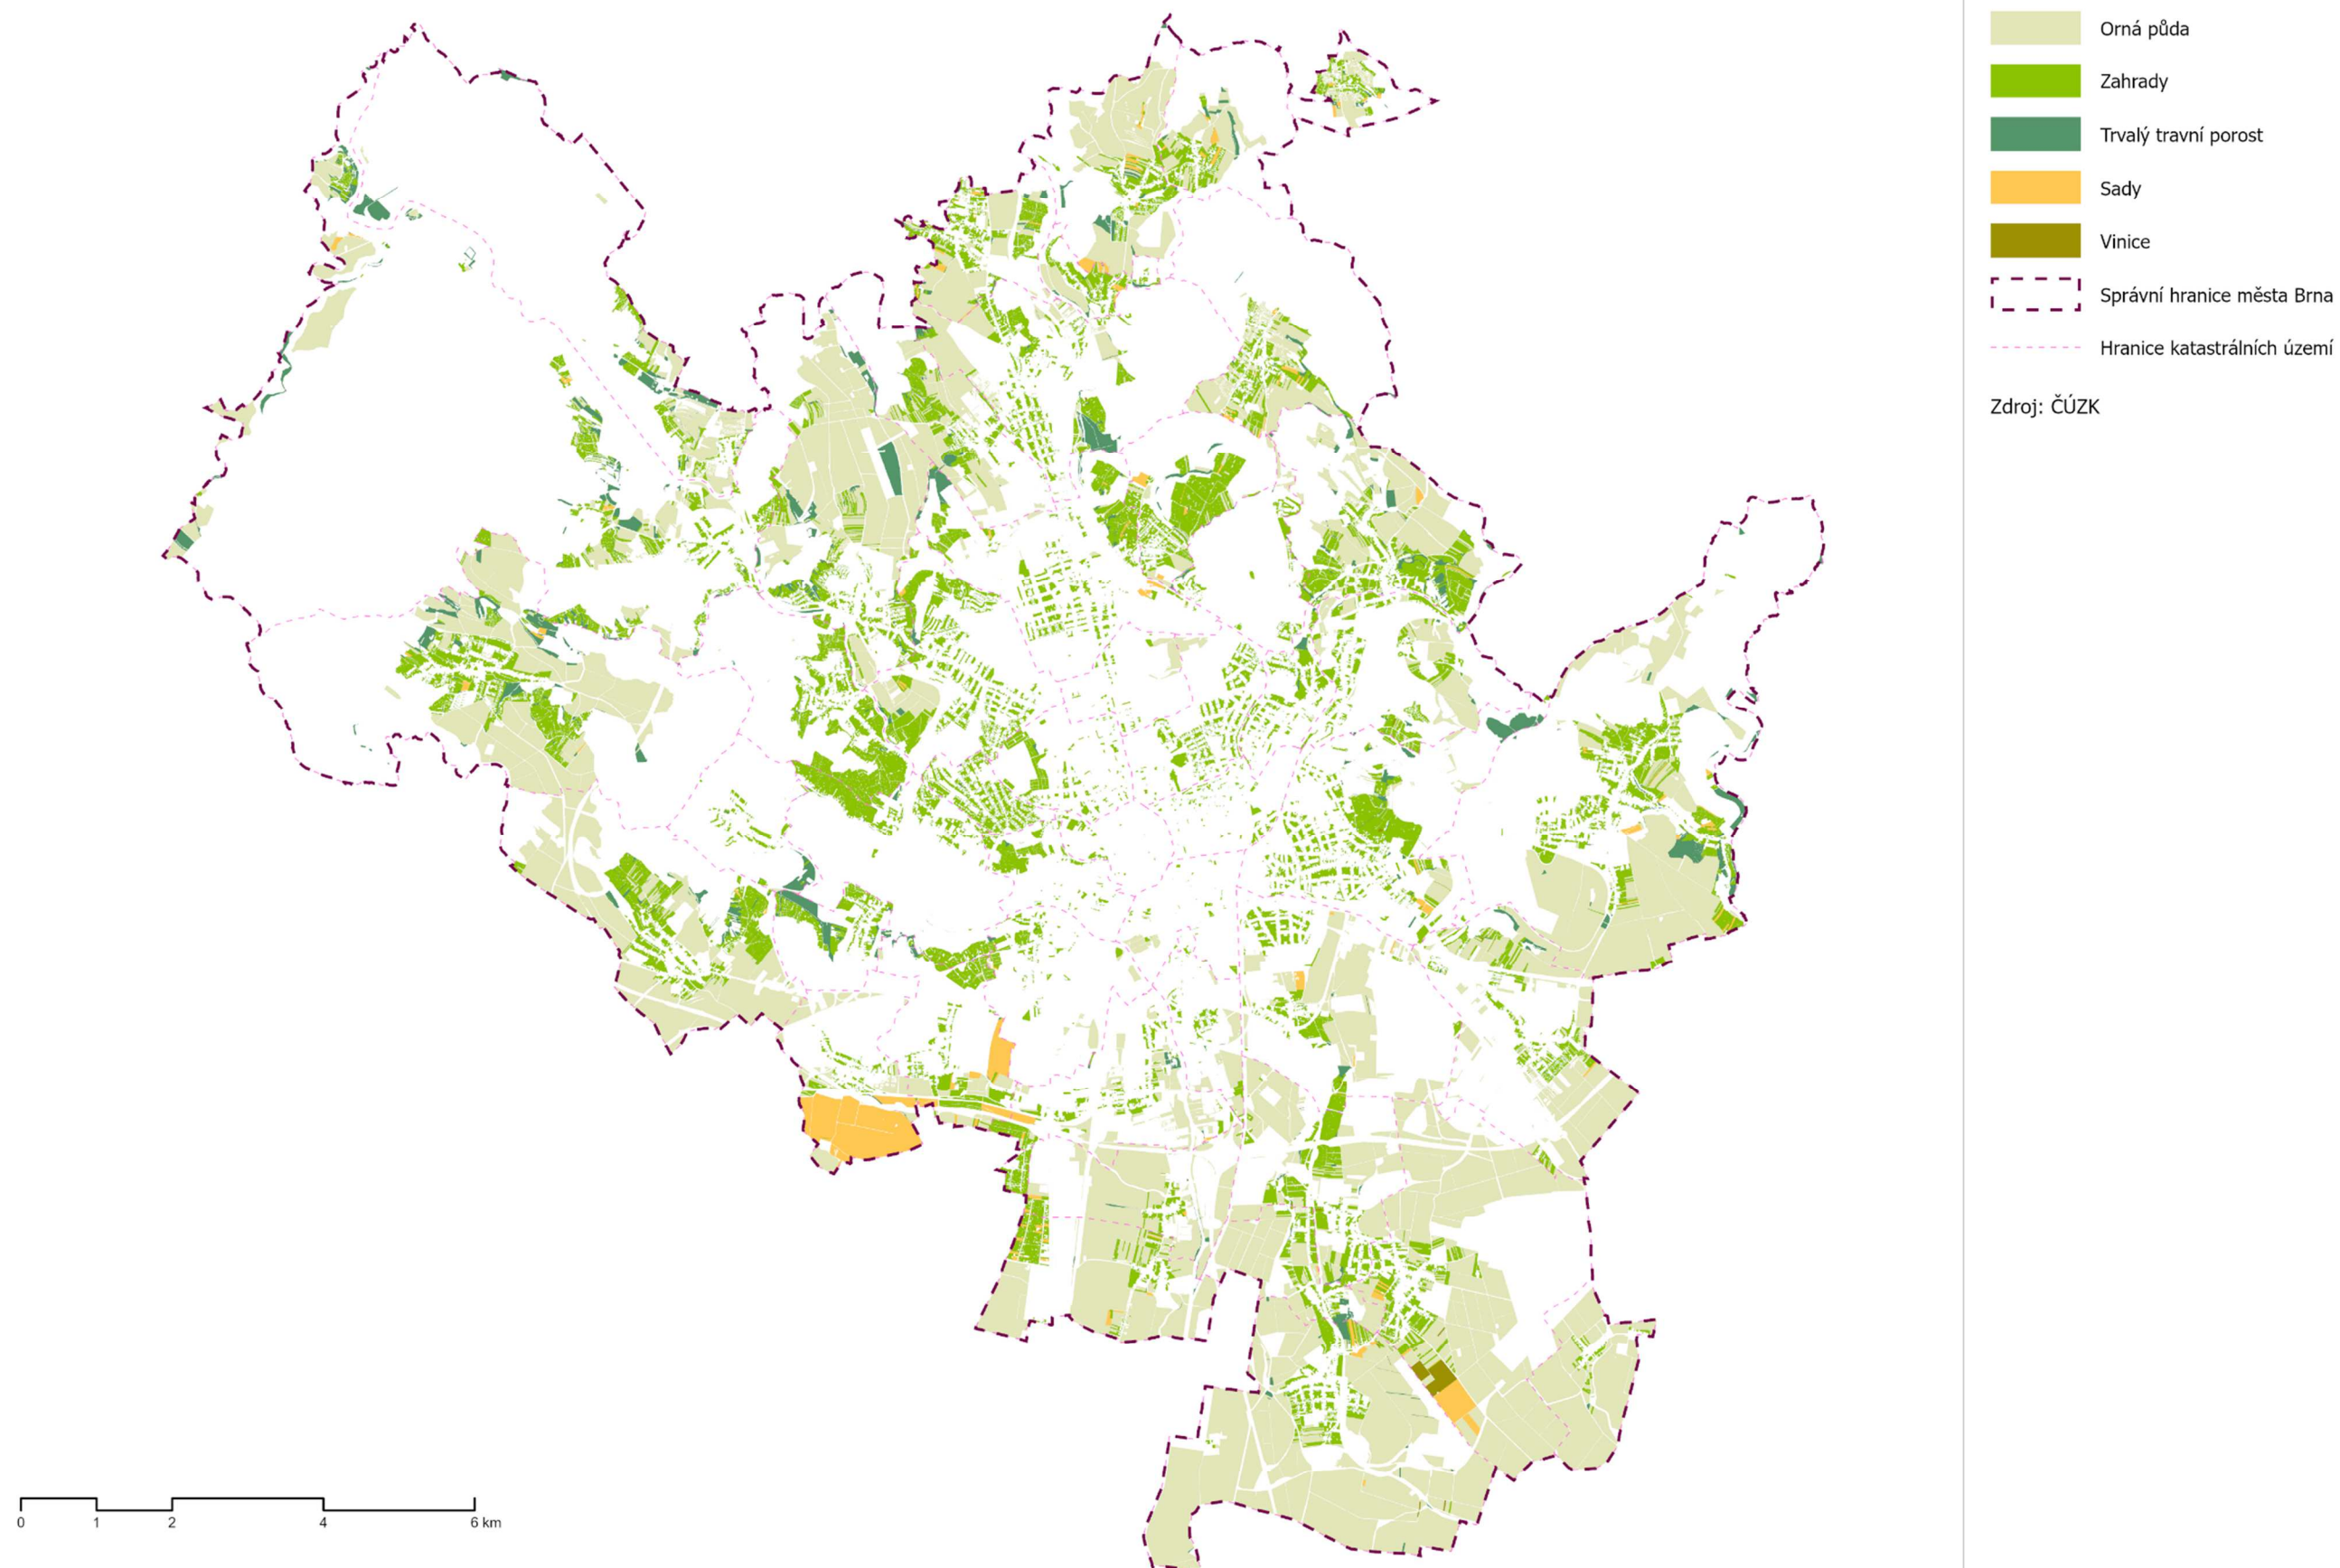 Orná půda
Zahrady
Trvalý travní porost
Sady
Vinice
Správní hranice města Brna
Hranice katastrálních území
Zdroj: ČÚZK
0 1 2 4 6 km